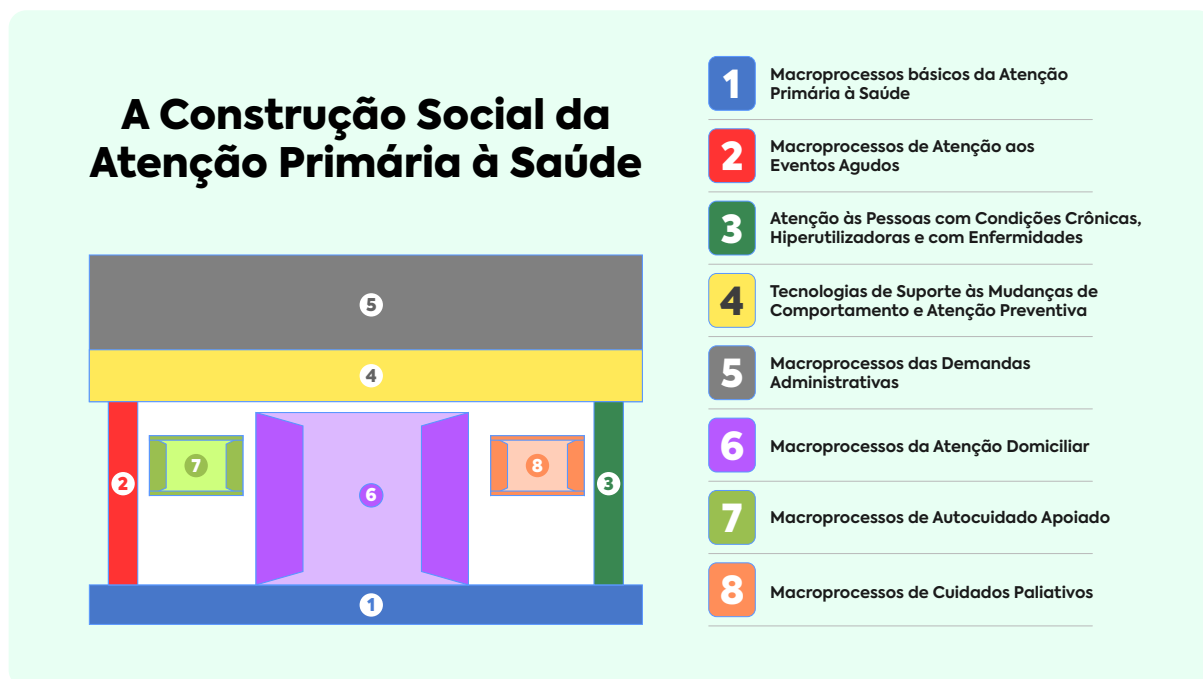 A Construção Social da
Atenção Primária à Saúde
5
4
7
8
2
6
3
1
1
Macroprocessos básicos da Atenção
Primária à Saúde
2
Macroprocessos de Atenção aos
Eventos Agudos
3
Atenção às Pessoas com Condições Crônicas,
Hiperutilizadoras e com Enfermidades
4
Tecnologias de Suporte às Mudanças de
Comportamento e Atenção Preventiva
5
Macroprocessos das Demandas
Administrativas
6
Macroprocessos da Atenção Domiciliar
7
Macroprocessos de Autocuidado Apoiado
8
Macroprocessos de Cuidados Paliativos